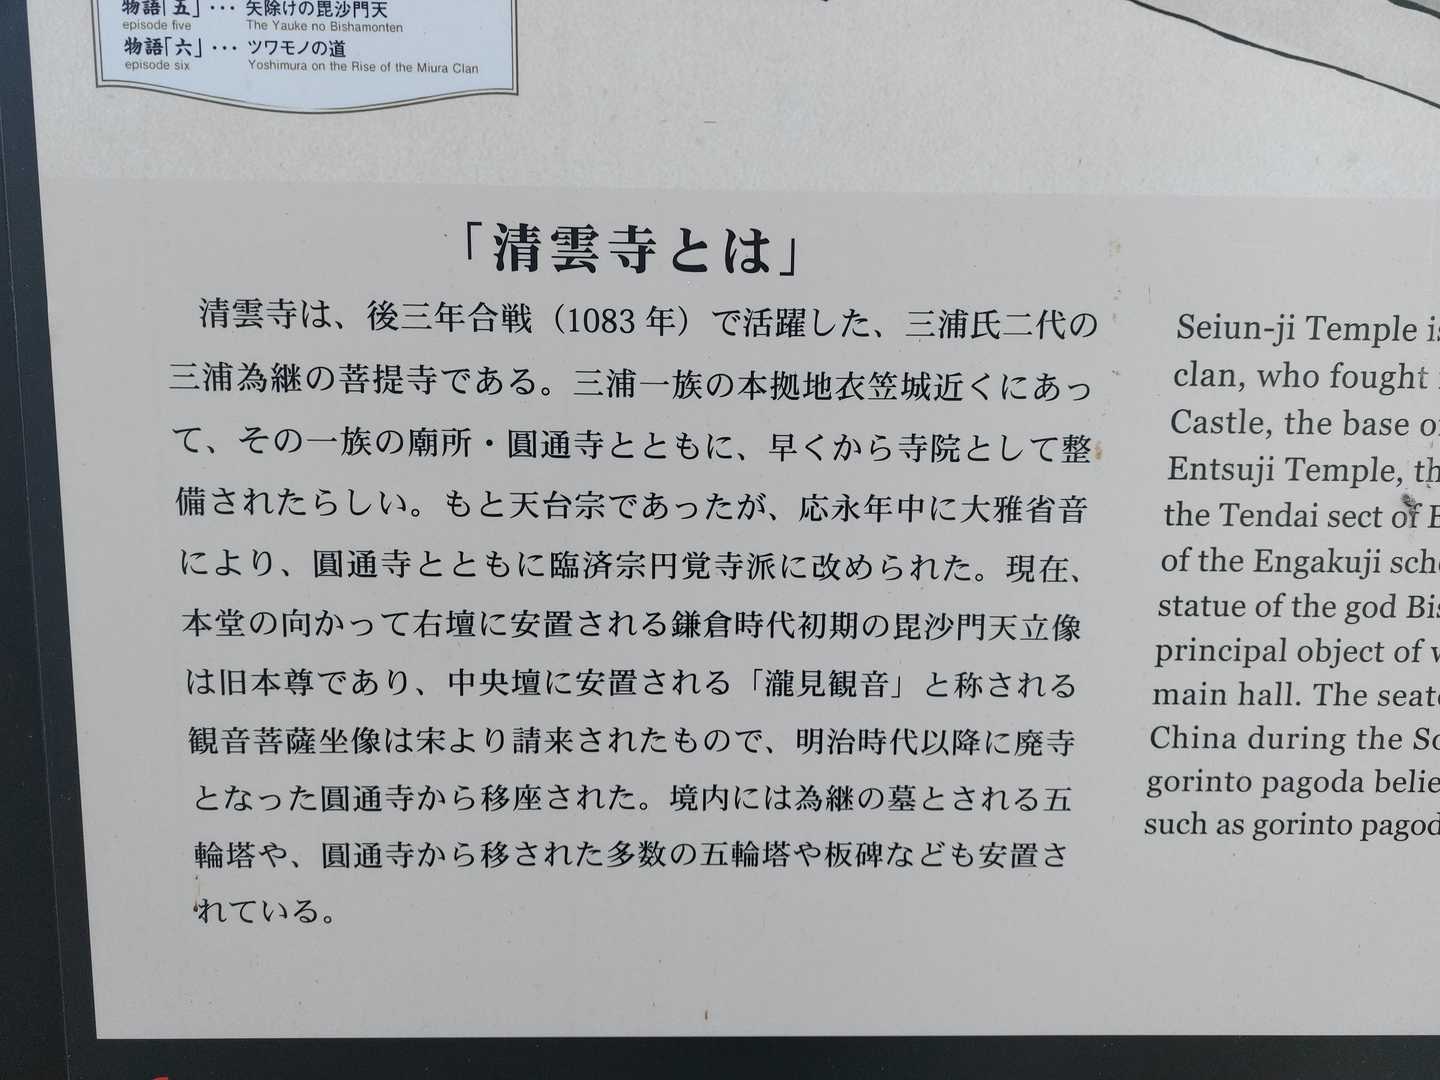 物語「五」・・・ 矢除けの毘沙門天
episode five The Yauke no Bishamonten
物語「六」・・・ ツワモノの道
episode six Yoshimura on the Rise of the Miura Clan
「清雲寺とは」
清雲寺は、後三年合戦（1083 年）で活躍した、三浦氏二代の
三浦為継の菩提寺である。三浦一族の本拠地衣笠城近くにあっ
て、その一族の廟所・圓通寺とともに、早くから寺院として整
備されたらしい。もと天台宗であったが、応永年中に大雅省音
により、圓通寺とともに臨済宗円覚寺派に改められた。現在、
本堂の向かって右壇に安置される鎌倉時代初期の毘沙門天立像
は旧本尊であり、中央壇に安置される「瀧見観音」と称される
観音菩薩坐像は宋より請来されたもので、明治時代以降に廃寺
となった圓通寺から移座された。境内には為継の墓とされる五
輪塔や、圓通寺から移された多数の五輪塔や板碑なども安置さ
れている。
Seiun-ji Temple
clan, who fought
Castle, the base
Entsuji Temple,
the Tendai sect of
of the Engakuji
statue of the god
principal object of
main hall. The
China during the
gorinto pagoda
such as gorinto